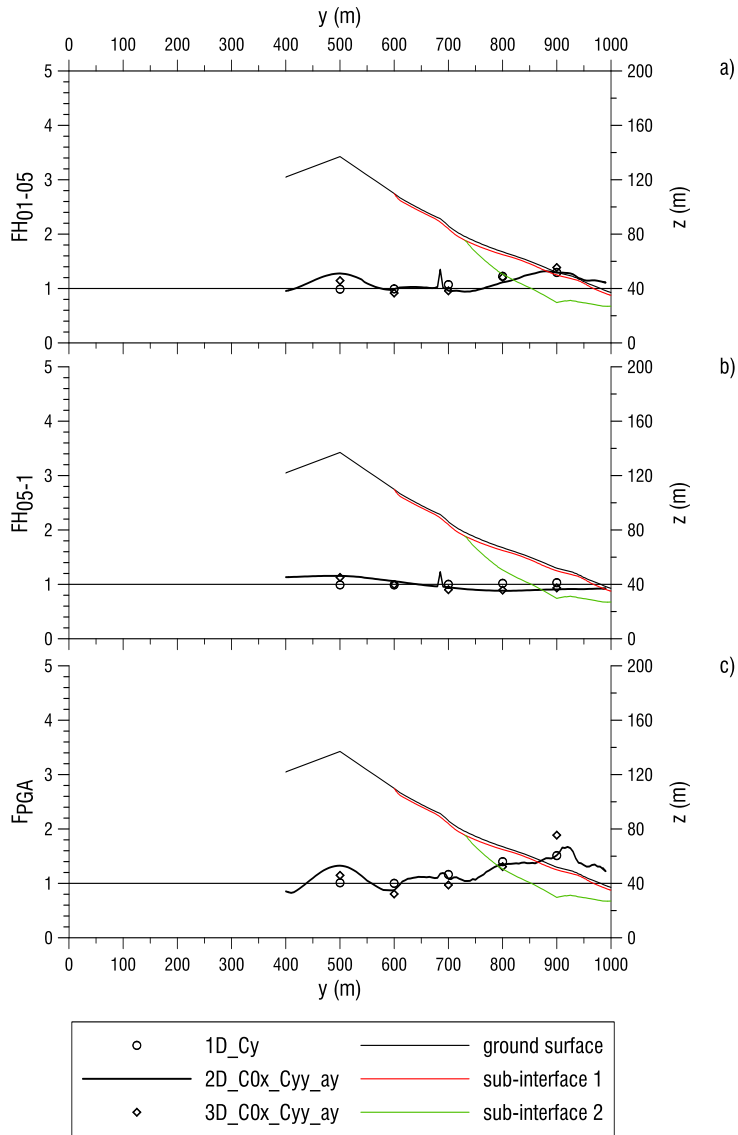 y (m)
0 100 200 300 400 500 600 700 800 900 1000
a)
5 4 3 2 1 0
FH01-05
200 160 120 80 40 0
z (m)
b)
5 4 3 2 1 0
FH05-1
200 160 120 80 40 0
z (m)
c)
5 4 3 2 1 0
FPGA
200 160 120 80 40 0
z (m)
0 100 200 300 400 500 600 700 800 900 1000
y (m)
1D_Cy ground surface
2D_C0x_Cyy_ay sub-interface 1
3D_C0x_Cyy_ay sub-interface 2